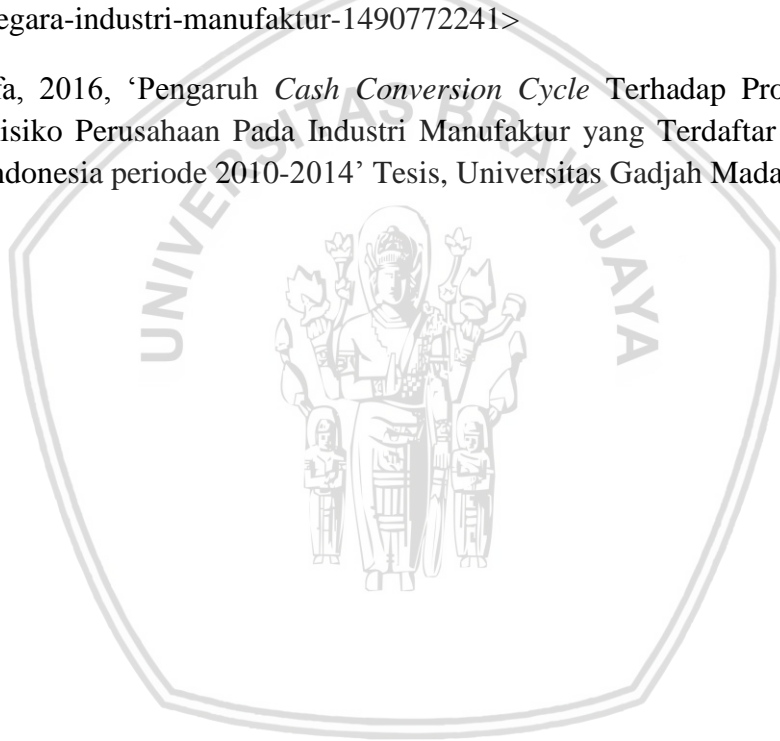 egara-industri-manufaktur-1490772241>
fa, 2016, ‘Pengaruh Cash Conversion Cycle Terhadap Pro
isiko Perusahaan Pada Industri Manufaktur yang Terdaftar
ndonesia periode 2010-2014’ Tesis, Universitas Gadjah Mada
UNIVERSITAS BRAWIJAYA